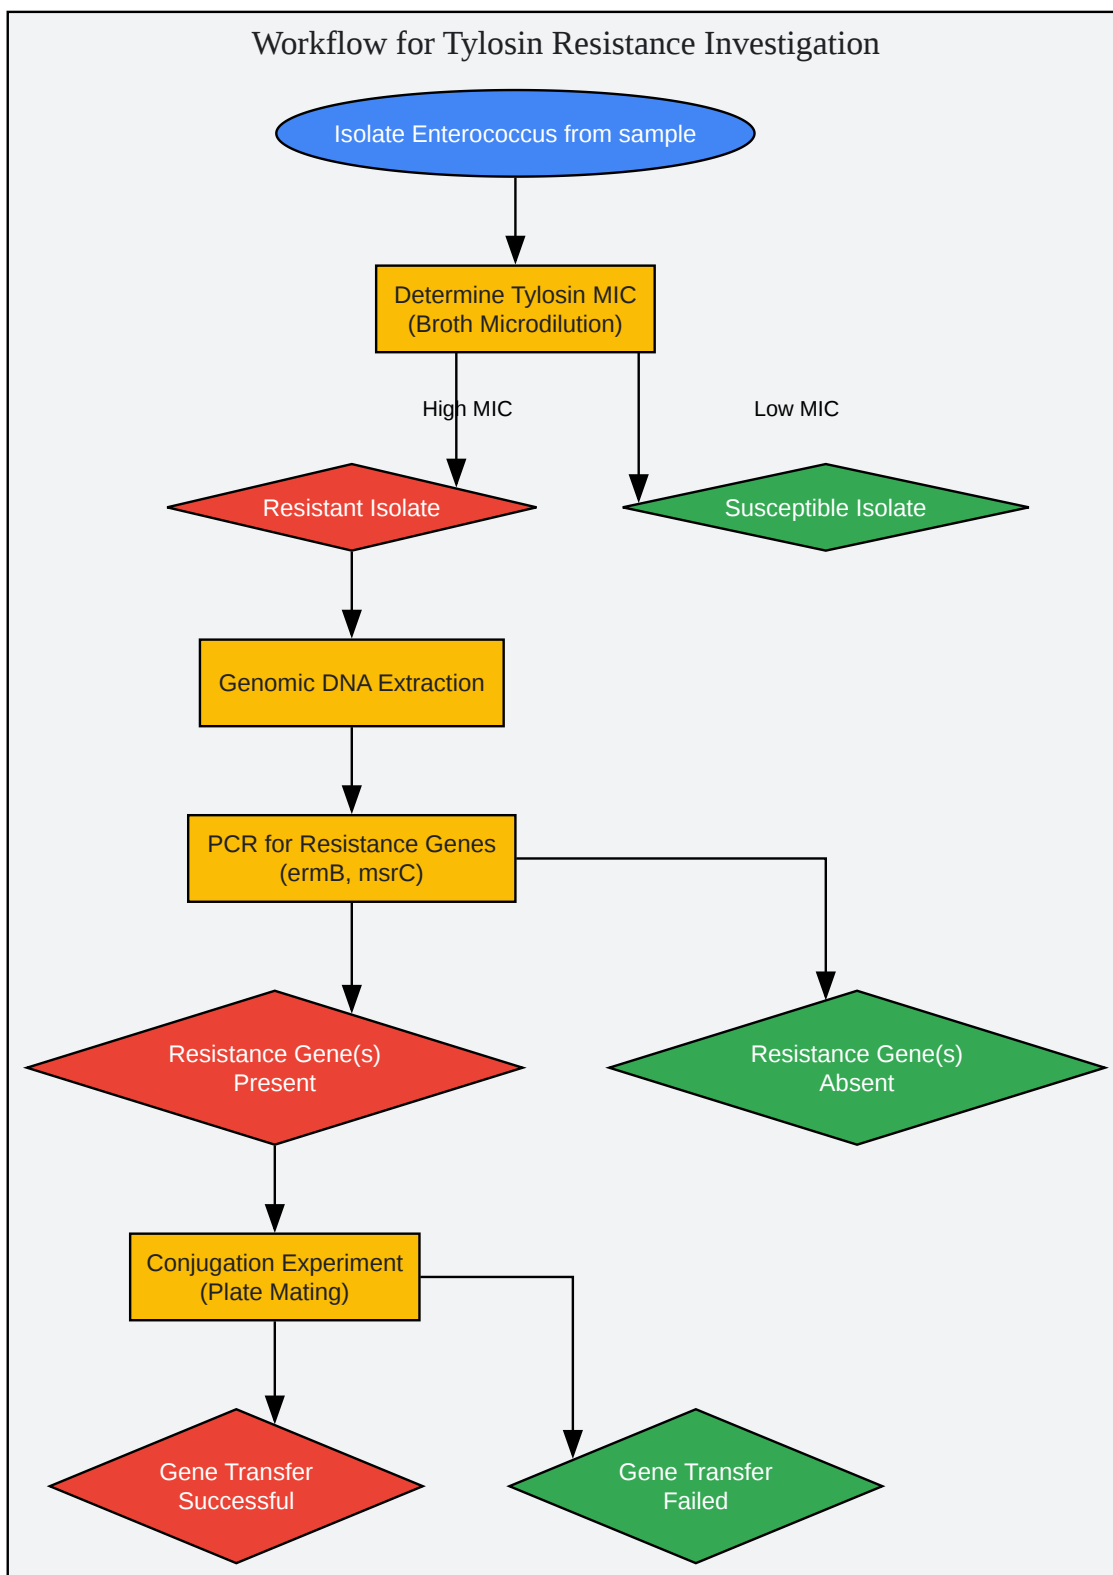 Workflow for Tylosin Resistance Investigation
Isolate Enterococcus from sample
Determine Tylosin MIC
(Broth Microdilution)
High MIC
Low MIC
Resistant Isolate
Susceptible Isolate
Genomic DNA Extraction
PCR for Resistance Genes
(ermB, msrC)
Resistance Gene(s)
Present
Resistance Gene(s)
Absent
Conjugation Experiment
(Plate Mating)
Gene Transfer
Successful
Gene Transfer
Failed